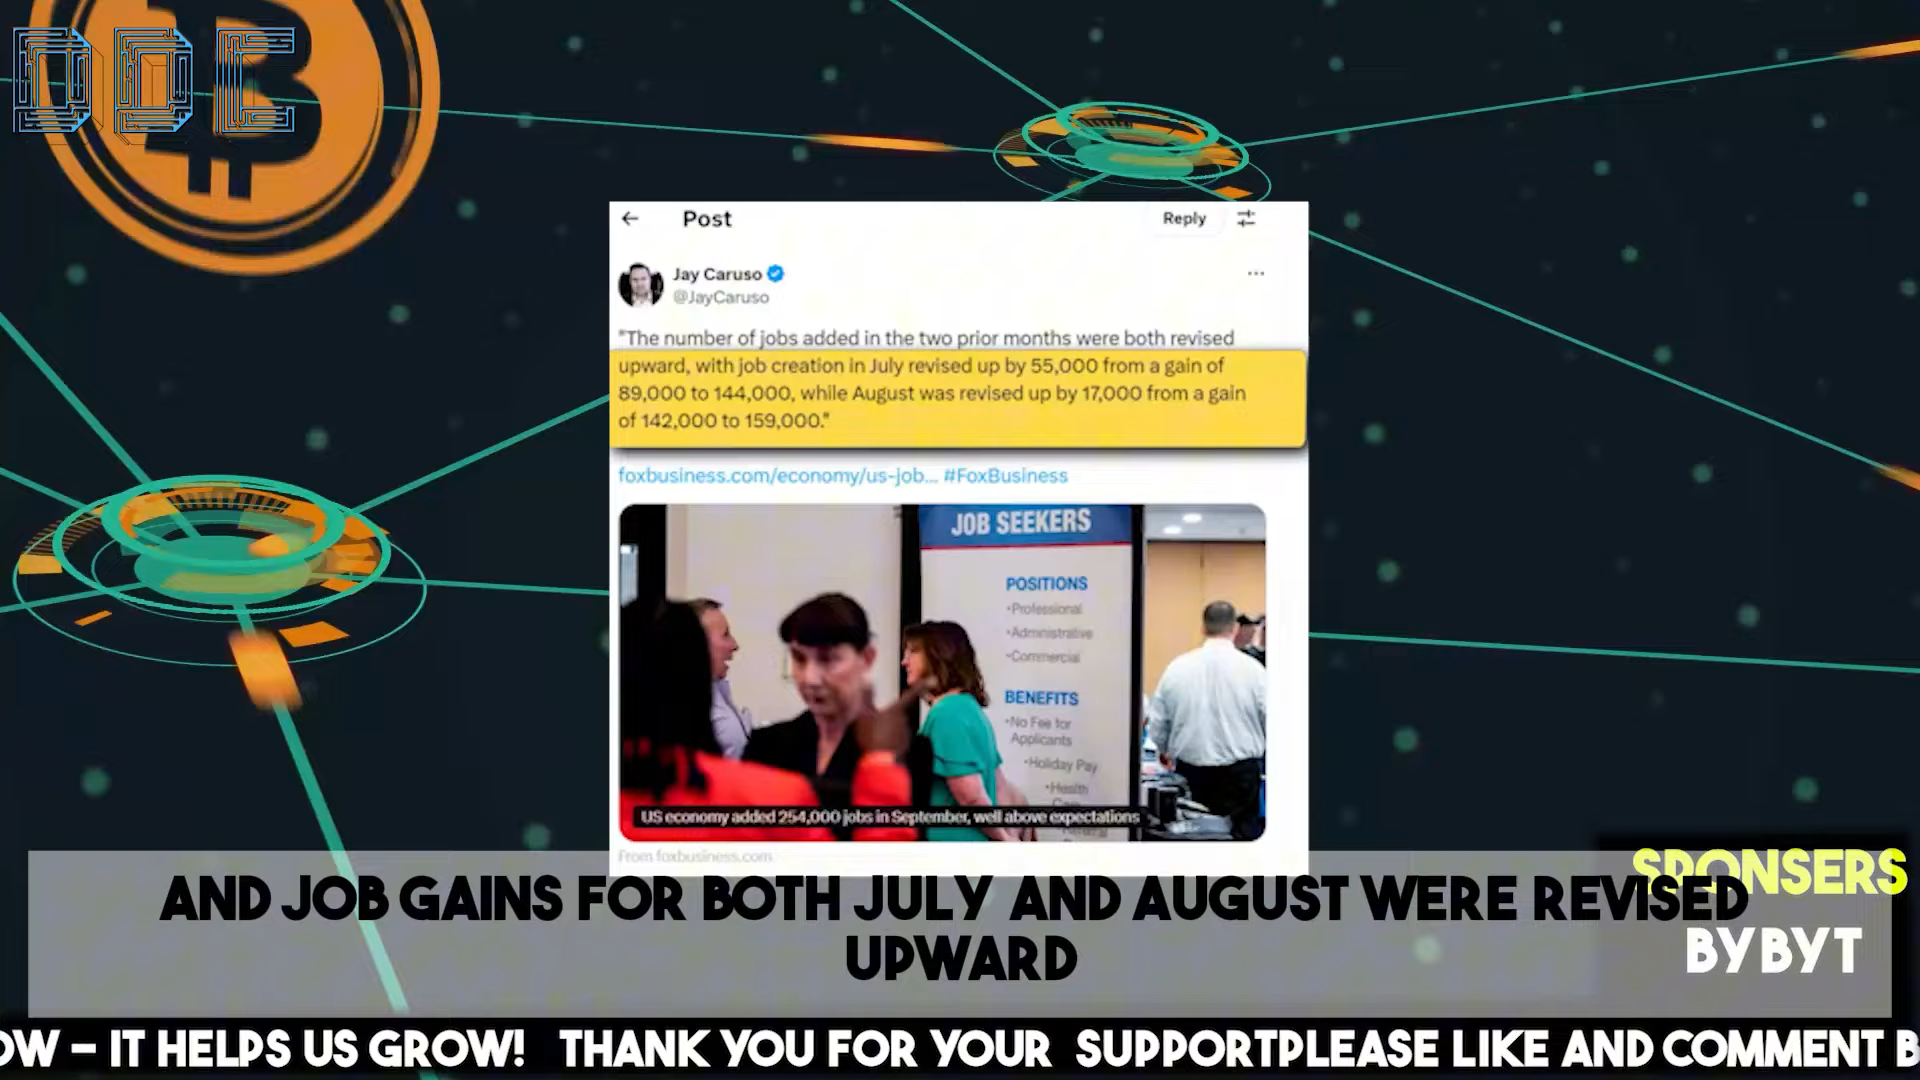 DDC
Post
Reply
Jay Caruso
@JayCaruso
"The number of jobs added in the two prior months were both revised
upward, with job creation in July revised up by 55,000 from a gain of
89,000 to 144,000, while August was revised up by 17,000 from a gain
of 142,000 to 159,000."
foxbusiness.com/economy/us-job... #FoxBusiness
JOB SEEKERS
POSITIONS
•Professional
•Administrative
•Commercial
BENEFITS
•No Fee for
Applicants
•Holiday Pay
•Health
Care
US economy added 254,000 jobs in September, well above expectations
From foxbusiness.com
AND JOB GAINS FOR BOTH JULY AND AUGUST WERE REVISED
UPWARD
SPONSERS
BYBYT
OW – IT HELPS US GROW! THANK YOU FOR YOUR SUPPORTPLEASE LIKE AND COMMENT B